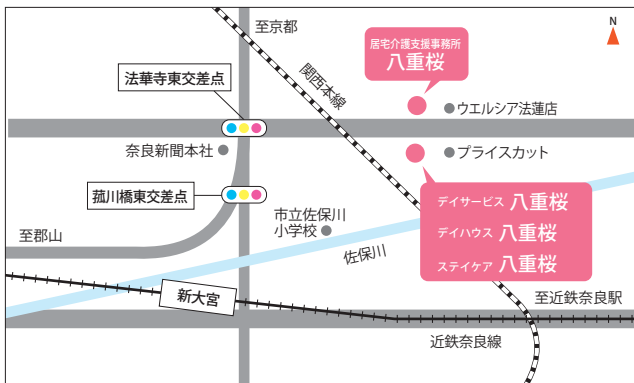 至京都
N
居宅介護支援事務所
八重桜
法華寺東交差点
関西本線
ウエルシア法蓮店
奈良新聞本社
プライスカット
菰川橋東交差点
デイサービス 八重桜
デイハウス 八重桜
ステイケア 八重桜
市立佐保川
小学校
至郡山
佐保川
新大宮
至近鉄奈良駅
近鉄奈良線